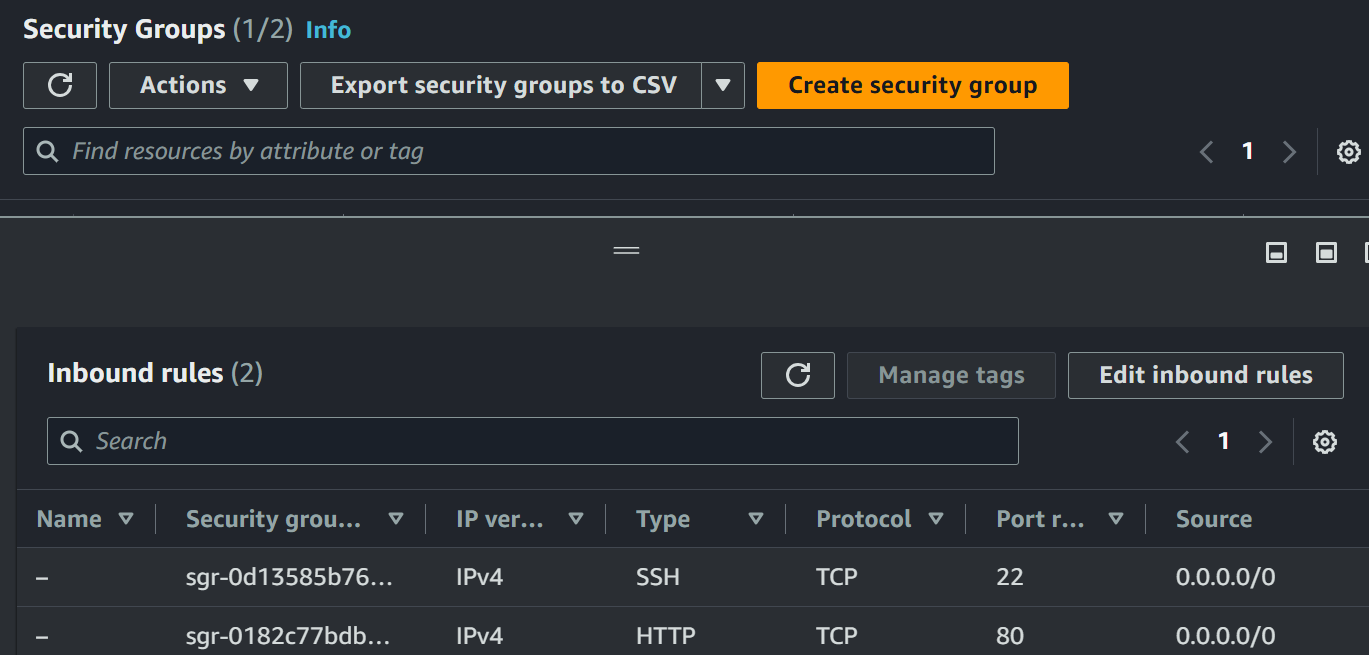 Security Groups (1/2) Info
Actions Export security groups to CSV Create security group
Find resources by attribute or tag 1
Inbound rules (2) Manage tags Edit inbound rules
Search 1
Name Security grou... IP ver... Type Protocol Port r... Source
– sgr-0d13585b76... IPv4 SSH TCP 22 0.0.0.0/0
– sgr-0182c77bdb... IPv4 HTTP TCP 80 0.0.0.0/0